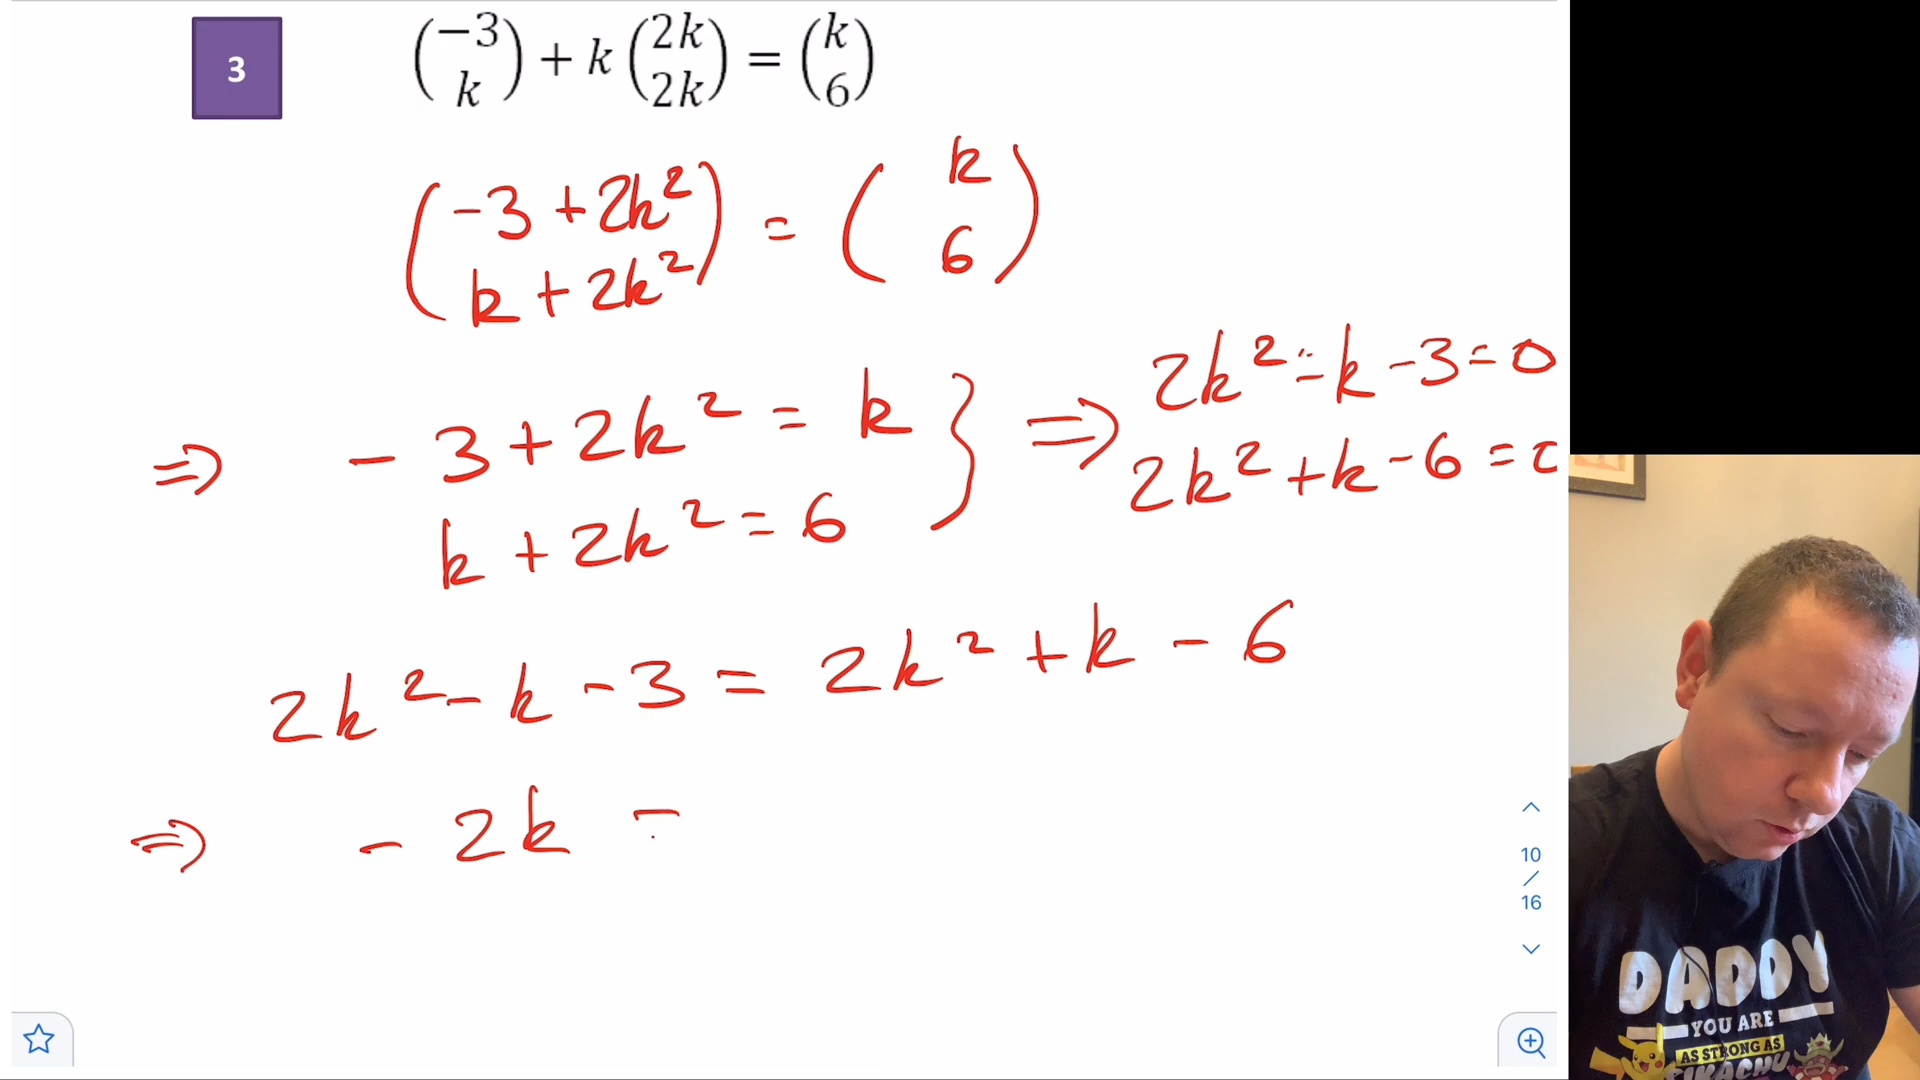 3
(−3 k) + k (2k 2k) = (k 6)
(-3 + 2k² k + 2k²) = (k 6)
⇒ - 3 + 2k² = k } ⇒ 2k² - k - 3 = 0
k + 2k² = 6 2k² + k - 6 = 0
2k² - k - 3 = 2k² + k - 6
⇒ - 2k =
10
/
16
DADDY
YOU ARE
AS STRONG AS
PIKACHU